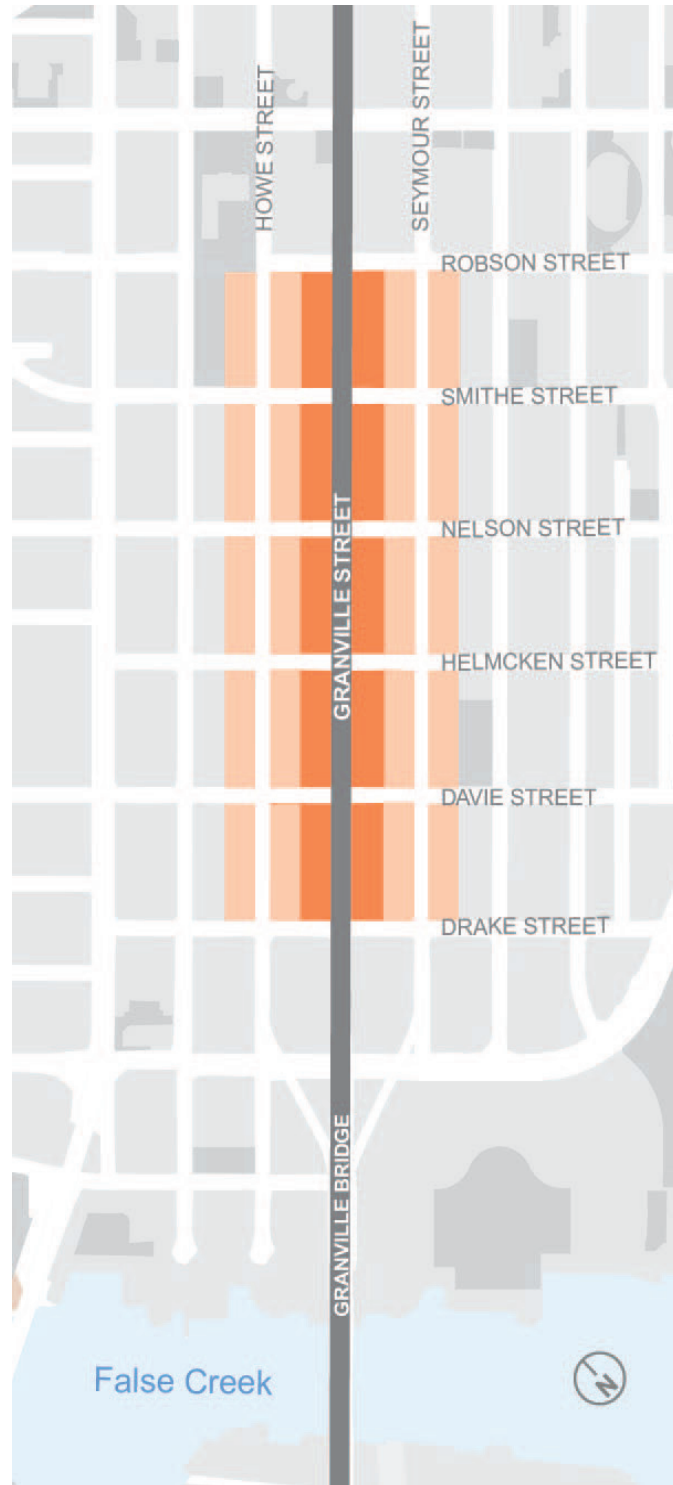 HOWE STREET
SEYMOUR STREET
ROBSON STREET
SMITHE STREET
GRANVILLE STREET
NELSON STREET
HELMCKEN STREET
DAVIE STREET
DRAKE STREET
GRANVILLE BRIDGE
False Creek
N